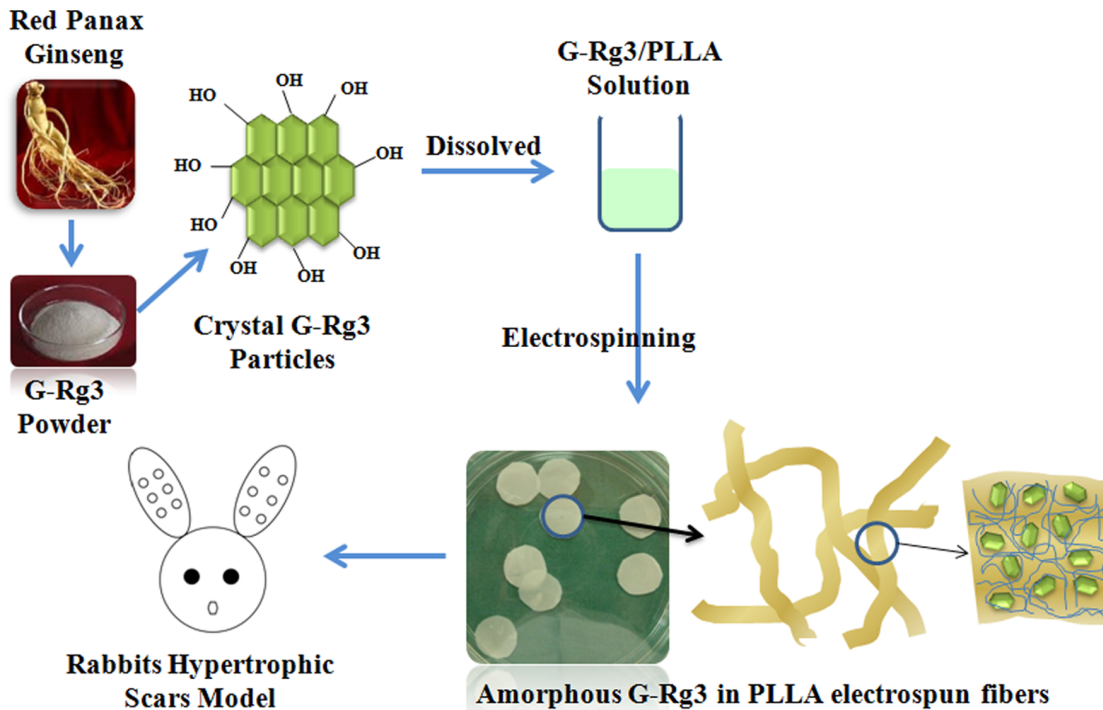 Red Panax
Ginseng
G-Rg3
Powder
HO
OH
OH
HO
OH
HO
OH
OH
OH
Crystal G-Rg3
Particles
Dissolved
G-Rg3/PLLA
Solution
Electrospinning
Amorphous G-Rg3 in PLLA electrospun fibers
Rabbits Hypertrophic
Scars Model